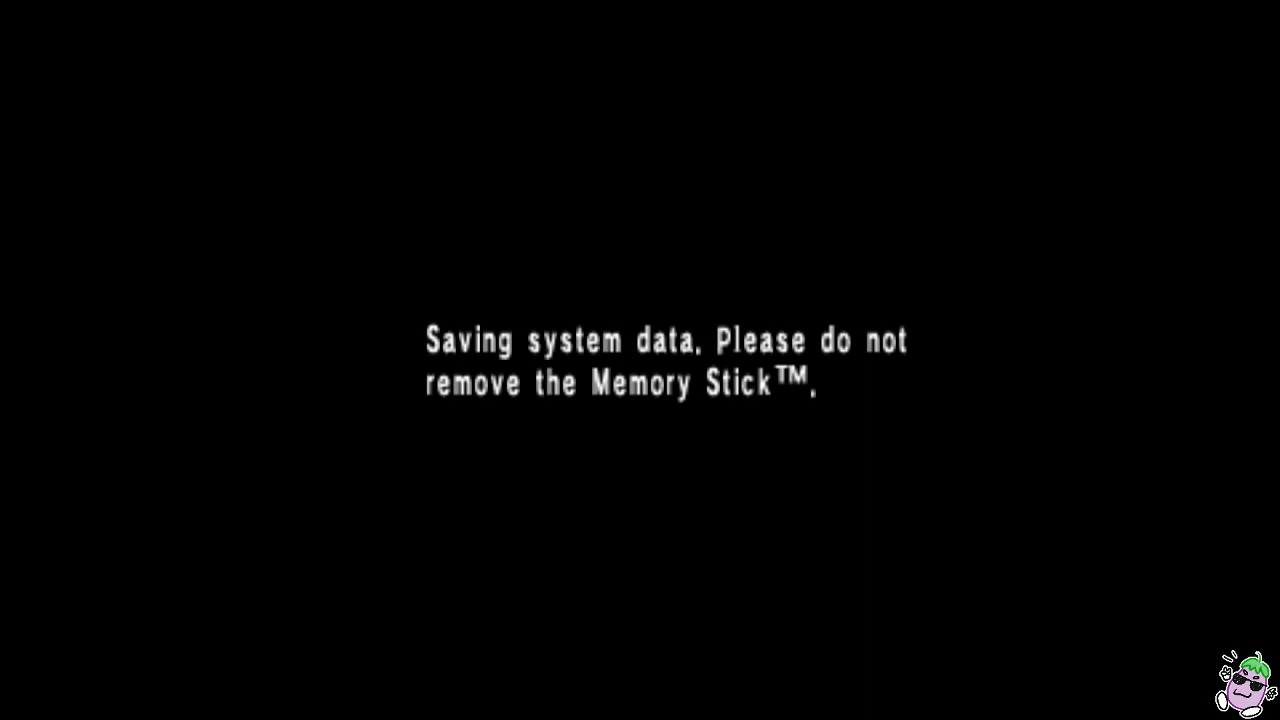 Saving system data. Please do not
remove the Memory Stick™.